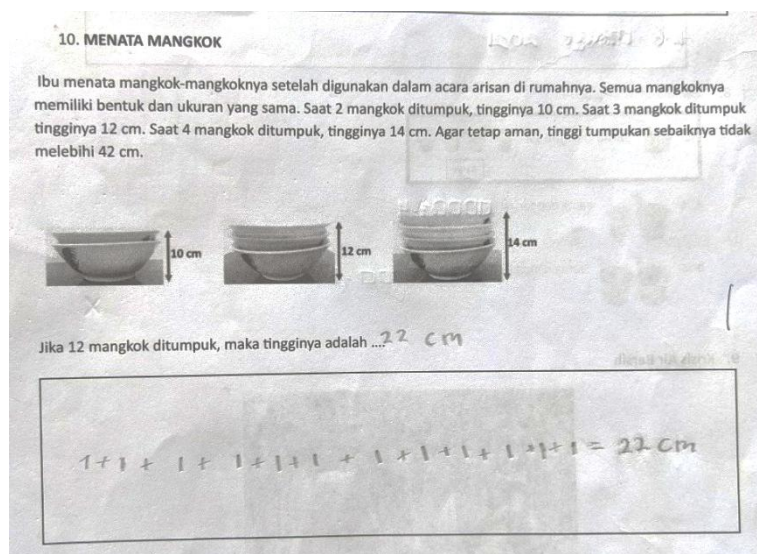 10. MENATA MANGKOK
Ibu menata mangkok-mangkoknya setelah digunakan dalam acara arisan di rumahnya. Semua mangkoknya
memiliki bentuk dan ukuran yang sama. Saat 2 mangkok ditumpuk, tingginya 10 cm. Saat 3 mangkok ditumpuk
tingginya 12 cm. Saat 4 mangkok ditumpuk, tingginya 14 cm. Agar tetap aman, tinggi tumpukan sebaiknya tidak
melebihi 42 cm.
10 cm
12 cm
14 cm
Jika 12 mangkok ditumpuk, maka tingginya adalah ....22 cm
1+1+ 1+ 1+1+1 + 1+1+1+1+1+1= 22 cm